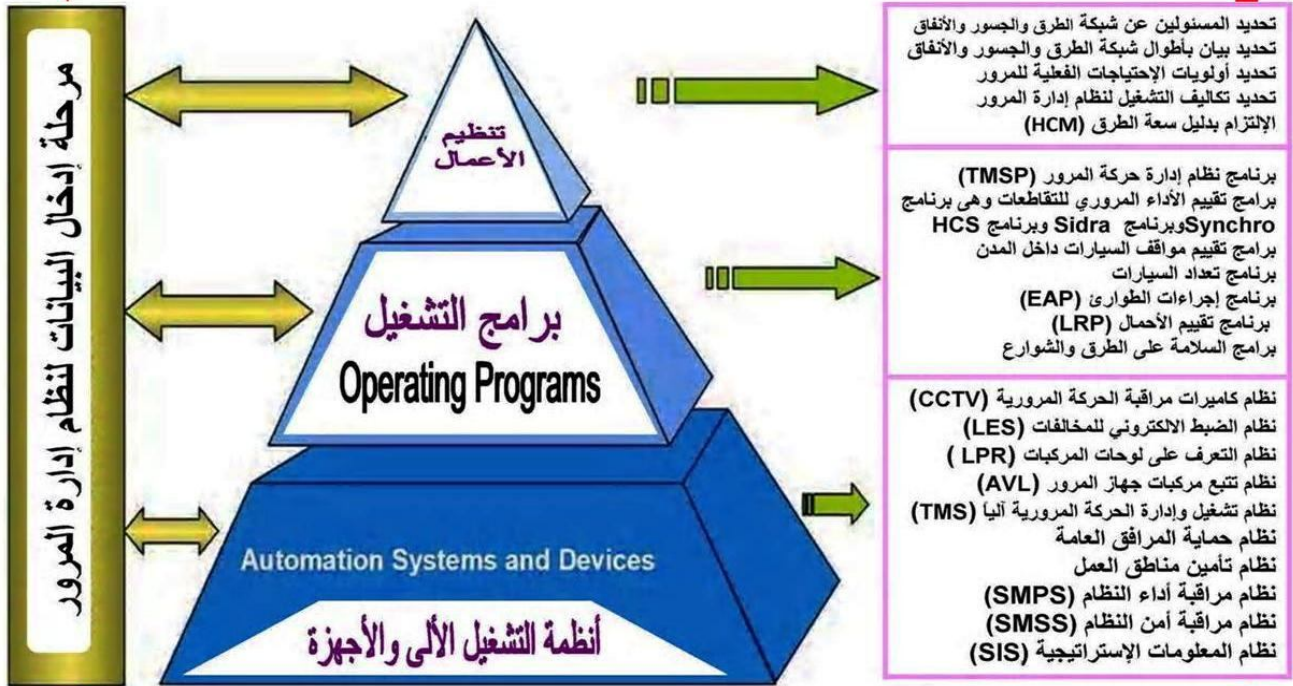 مرحلة إدخال البيانات لنظام إدارة المرور
تنظيم
الأعمال
برامج التشغيل
Operating Programs
Automation Systems and Devices
أنظمة التشغيل الألى والأجهزة
تحديد المسئولين عن شبكة الطرق والجسور والأنفاق
تحديد بيان بأطوال شبكة الطرق والجسور والأنفاق
تحديد أولويات الإحتياجات الفعلية للمرور
تحديد تكاليف التشغيل لنظام إدارة المرور
الإلتزام بدليل سعة الطرق (HCM)
برنامج نظام إدارة حركة المرور (TMSP)
برامج تقييم الأداء المروري للتقاطعات وهى برنامج
Synchroوبرنامج Sidra وبرنامج HCS
برامج تقييم مواقف السيارات داخل المدن
برنامج تعداد السيارات
برنامج إجراءات الطوارئ (EAP)
برنامج تقييم الأحمال (LRP)
برامج السلامة على الطرق والشوارع
نظام كاميرات مراقبة الحركة المرورية (CCTV)
نظام الضبط الالكتروني للمخالفات (LES)
نظام التعرف على لوحات المركبات (LPR )
نظام تتبع مركبات جهاز المرور (AVL)
نظام تشغيل وإدارة الحركة المرورية آلياً (TMS)
نظام حماية المرافق العامة
نظام تأمين مناطق العمل
نظام مراقبة أداء النظام (SMPS)
نظام مراقبة أمن النظام (SMSS)
نظام المعلومات الإستراتيجية (SIS)